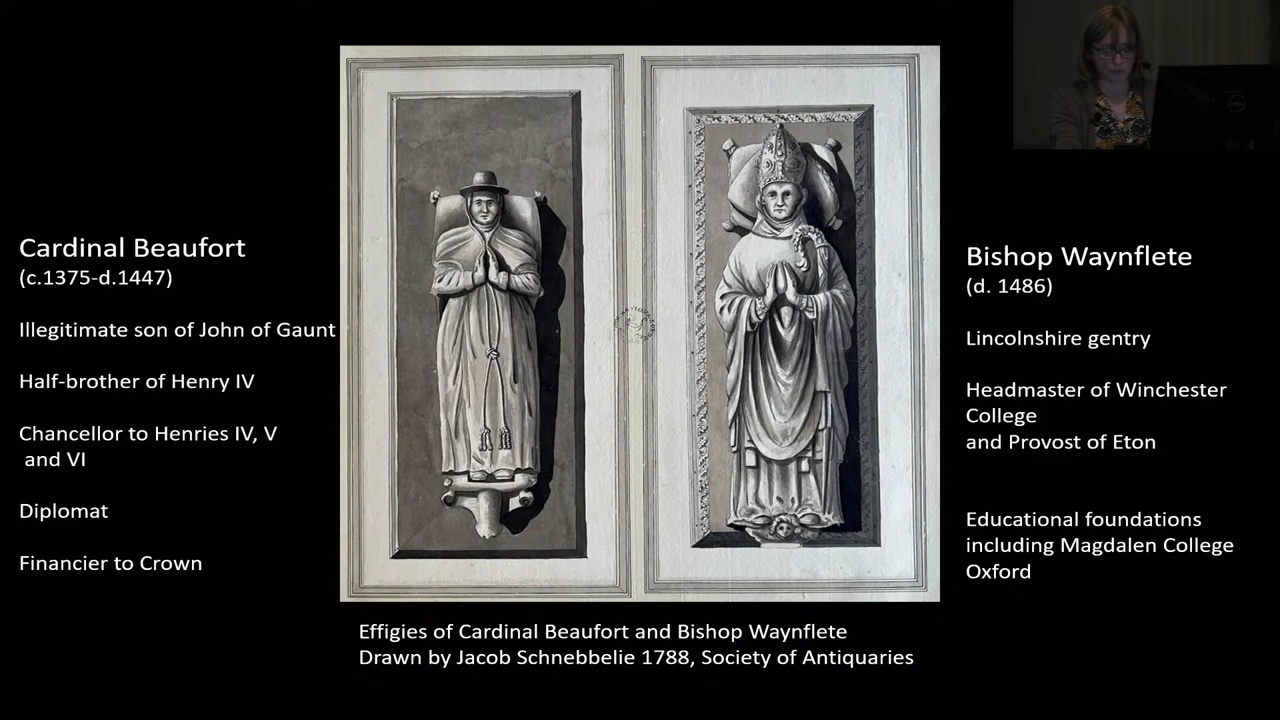 Cardinal Beaufort
(c.1375-d.1447)
Illegitimate son of John of Gaunt
Half-brother of Henry IV
Chancellor to Henries IV, V
and VI
Diplomat
Financier to Crown
Bishop Waynflete
(d. 1486)
Lincolnshire gentry
Headmaster of Winchester
College
and Provost of Eton
Educational foundations
including Magdalen College
Oxford
Effigies of Cardinal Beaufort and Bishop Waynflete
Drawn by Jacob Schnebbelie 1788, Society of Antiquaries